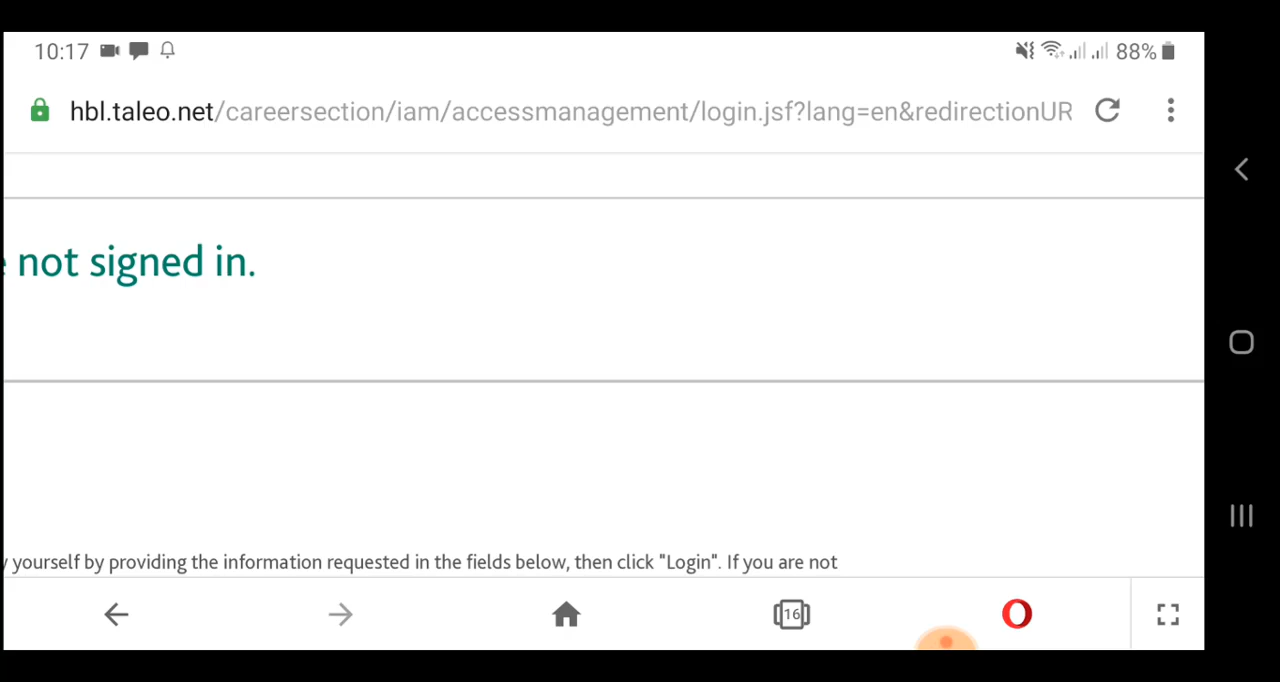 10:17 88%
hbl.taleo.net/careersection/iam/accessmanagement/login.jsf?lang=en&redirectionUR
not signed in.
yourself by providing the information requested in the fields below, then click "Login". If you are not
16